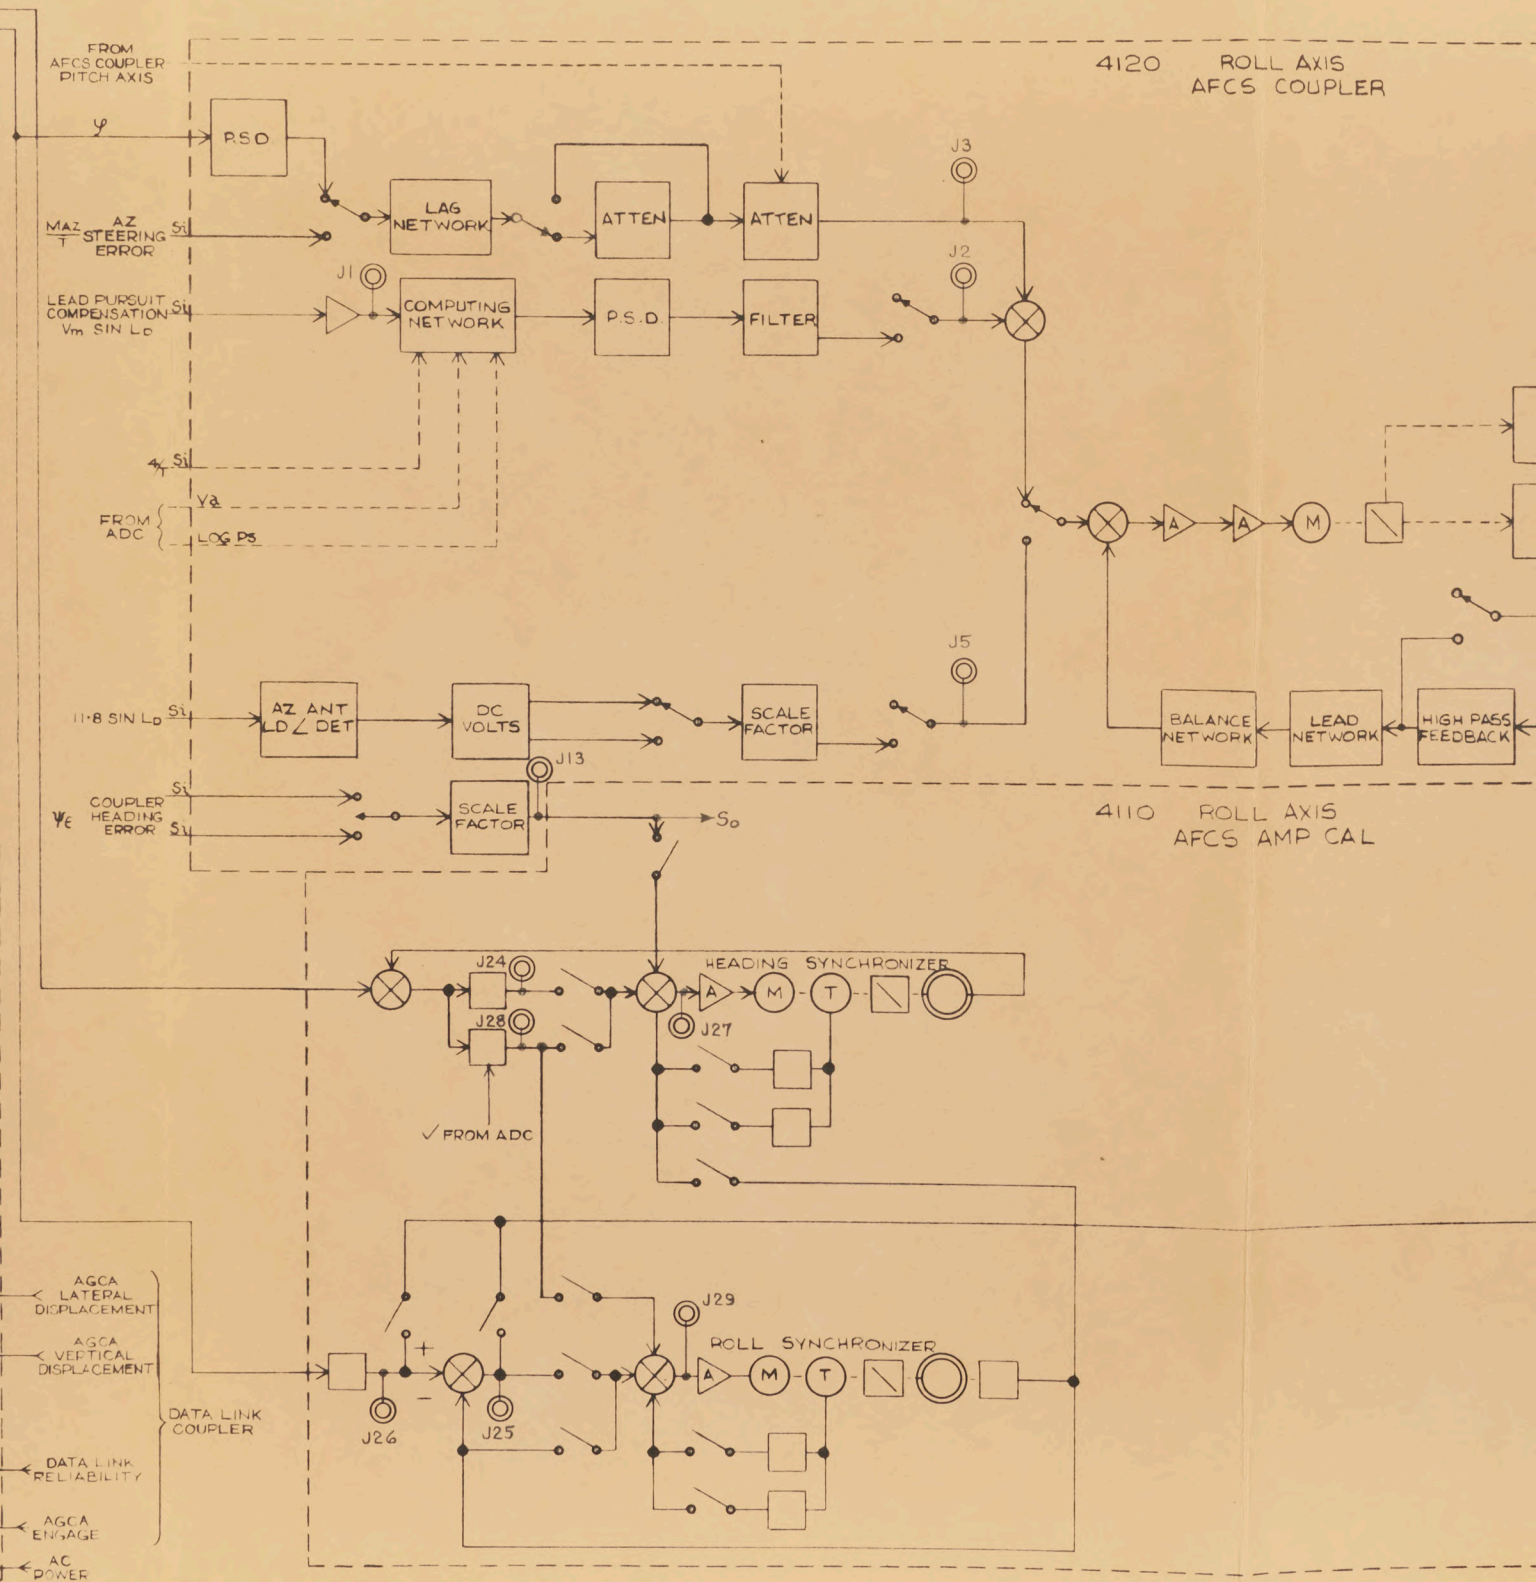 FROM
AFCS COUPLER
PITCH AXIS
4120 ROLL AXIS
AFCS COUPLER
φ
P.S.D
J3
LAG
NETWORK
ATTEN
ATTEN
MAZ/T AZ
STEERING
ERROR
Si
J1
J2
LEAD PURSUIT
COMPENSATION
Vm SIN LD
Si
COMPUTING
NETWORK
P.S.D.
FILTER
Si
Va
FROM
ADC
LOG PS
A
A
M
J5
11·8 SIN LD
Si
AZ ANT
LD∠DET
DC
VOLTS
SCALE
FACTOR
BALANCE
NETWORK
LEAD
NETWORK
HIGH PASS
FEEDBACK
J13
Si
ΨE
COUPLER
HEADING
ERROR
Si
SCALE
FACTOR
So
4110 ROLL AXIS
AFCS AMP CAL
J24
HEADING SYNCHRONIZER
A
M
T
J28
J27
✓ FROM ADC
AGCA
LATERAL
DISPLACEMENT
J29
AGCA
VERTICAL
DISPLACEMENT
+
−
ROLL SYNCHRONIZER
A
M
T
DATA LINK
COUPLER
J26
J25
DATA LINK
RELIABILITY
AGCA
ENGAGE
AC
POWER